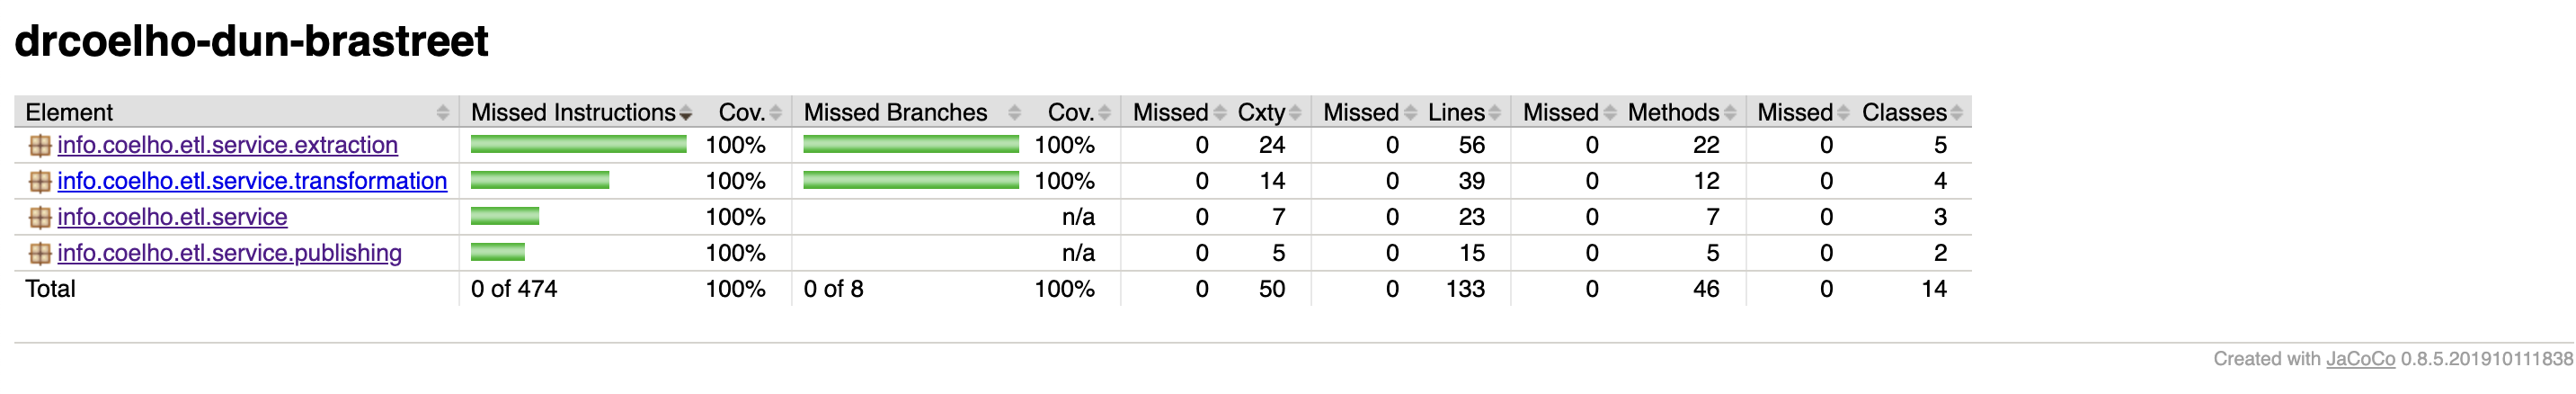 drcoelho-dun-brastreet
Element Missed Instructions Cov. Missed Branches Cov. Missed Cxty Missed Lines Missed Methods Missed Classes
info.coelho.etl.service.extraction 100% 100% 0 24 0 56 0 22 0 5
info.coelho.etl.service.transformation 100% 100% 0 14 0 39 0 12 0 4
info.coelho.etl.service 100% n/a 0 7 0 23 0 7 0 3
info.coelho.etl.service.publishing 100% n/a 0 5 0 15 0 5 0 2
Total 0 of 474 100% 0 of 8 100% 0 50 0 133 0 46 0 14
Created with JaCoCo 0.8.5.201910111838